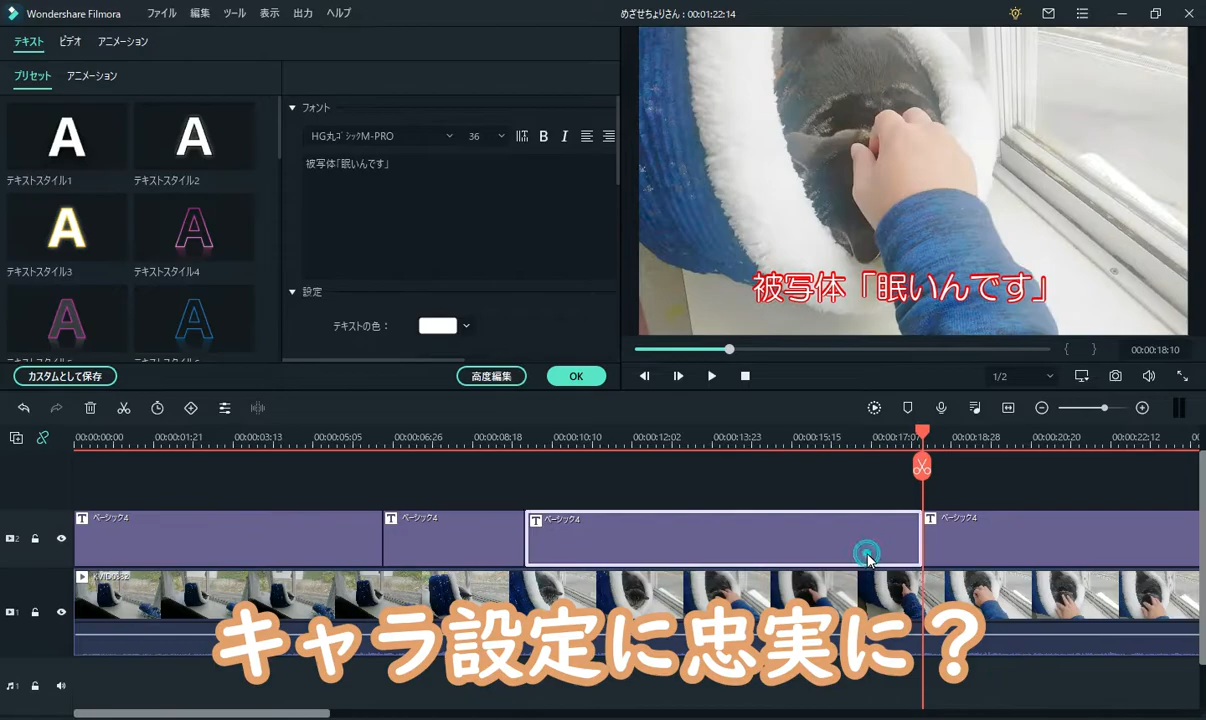 Wondershare Filmora
ファイル 編集 ツール 表示 出力 ヘルプ
めざせちょりさん : 00:01:22:14
テキスト ビデオ アニメーション
プリセット アニメーション
A
A
テキストスタイル1
テキストスタイル2
A
A
テキストスタイル3
テキストスタイル4
A
A
フォント
HG丸ゴシックM-PRO
36
B
I
被写体「眠いんです」
設定
テキストの色 :
カスタムとして保存
高度編集
OK
被写体「眠いんです」
00:00:18:10
1/2
00:00:00:00
00:00:01:21
00:00:03:13
00:00:05:05
00:00:06:26
00:00:08:18
00:00:10:10
00:00:12:02
00:00:13:23
00:00:15:15
00:00:17:07
00:00:18:28
00:00:20:20
00:00:22:12
2
T ベーシック4
T ベーシック4
T ベーシック4
T ベーシック4
1
1
キャラ設定に忠実に？